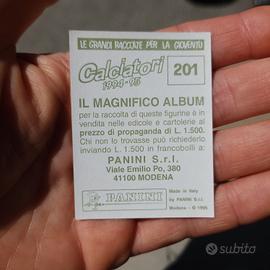 LE GRANDI RACCOLTE PER LA GIOVENTÙ
Calciatori
1994-95
201
IL MAGNIFICO ALBUM
per la raccolta di queste figurine è in
vendita nelle edicole e cartolerie al
prezzo di propaganda di L. 1.500.
Chi non lo trovasse può richiederlo
inviando L. 1.500 in francobolli a:
PANINI S.r.l.
Viale Emilio Po, 380
41100 MODENA
PANINI
Made in Italy
by PANINI S.r.l.
Modena - © 1995
subito